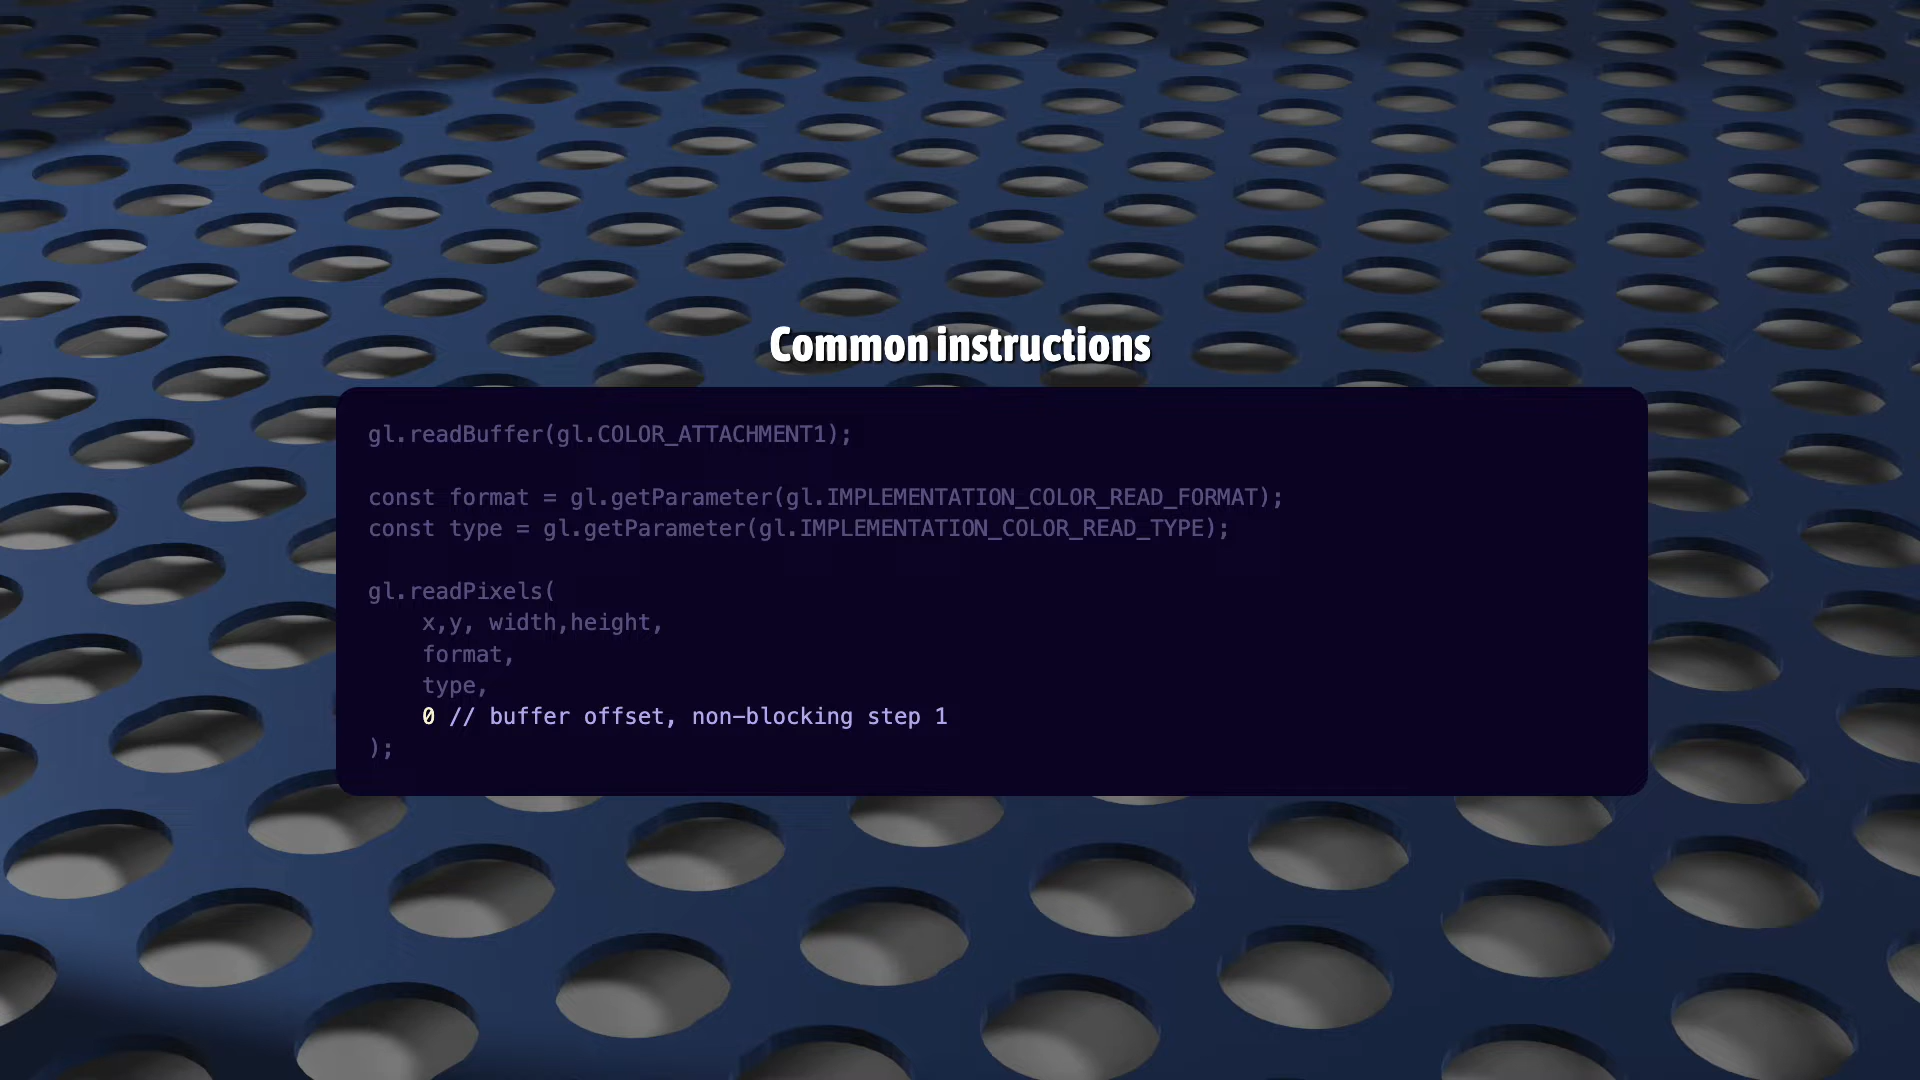 Common instructions
gl.readBuffer(gl.COLOR_ATTACHMENT1);
const format = gl.getParameter(gl.IMPLEMENTATION_COLOR_READ_FORMAT);
const type = gl.getParameter(gl.IMPLEMENTATION_COLOR_READ_TYPE);
gl.readPixels(
x,y, width,height,
format,
type,
0 // buffer offset, non-blocking step 1
);